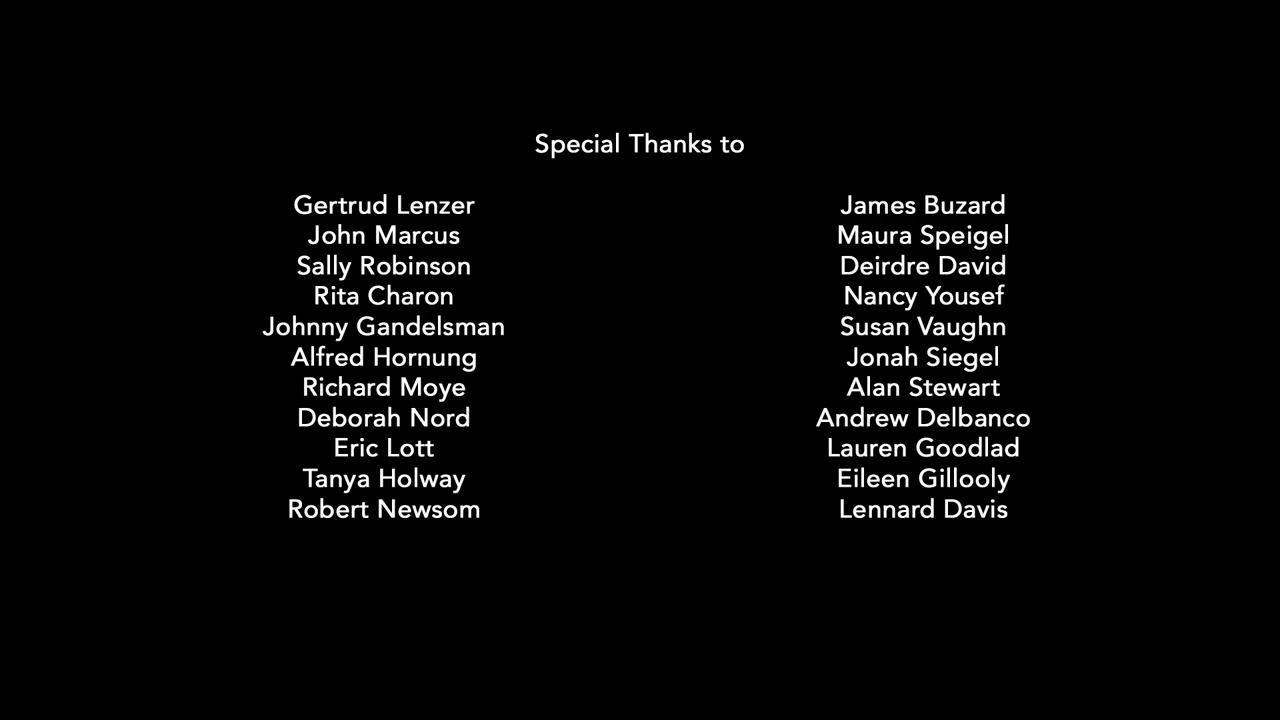 Special Thanks to
Gertrud Lenzer
John Marcus
Sally Robinson
Rita Charon
Johnny Gandelsman
Alfred Hornung
Richard Moye
Deborah Nord
Eric Lott
Tanya Holway
Robert Newsom
James Buzard
Maura Speigel
Deirdre David
Nancy Yousef
Susan Vaughn
Jonah Siegel
Alan Stewart
Andrew Delbanco
Lauren Goodlad
Eileen Gillooly
Lennard Davis